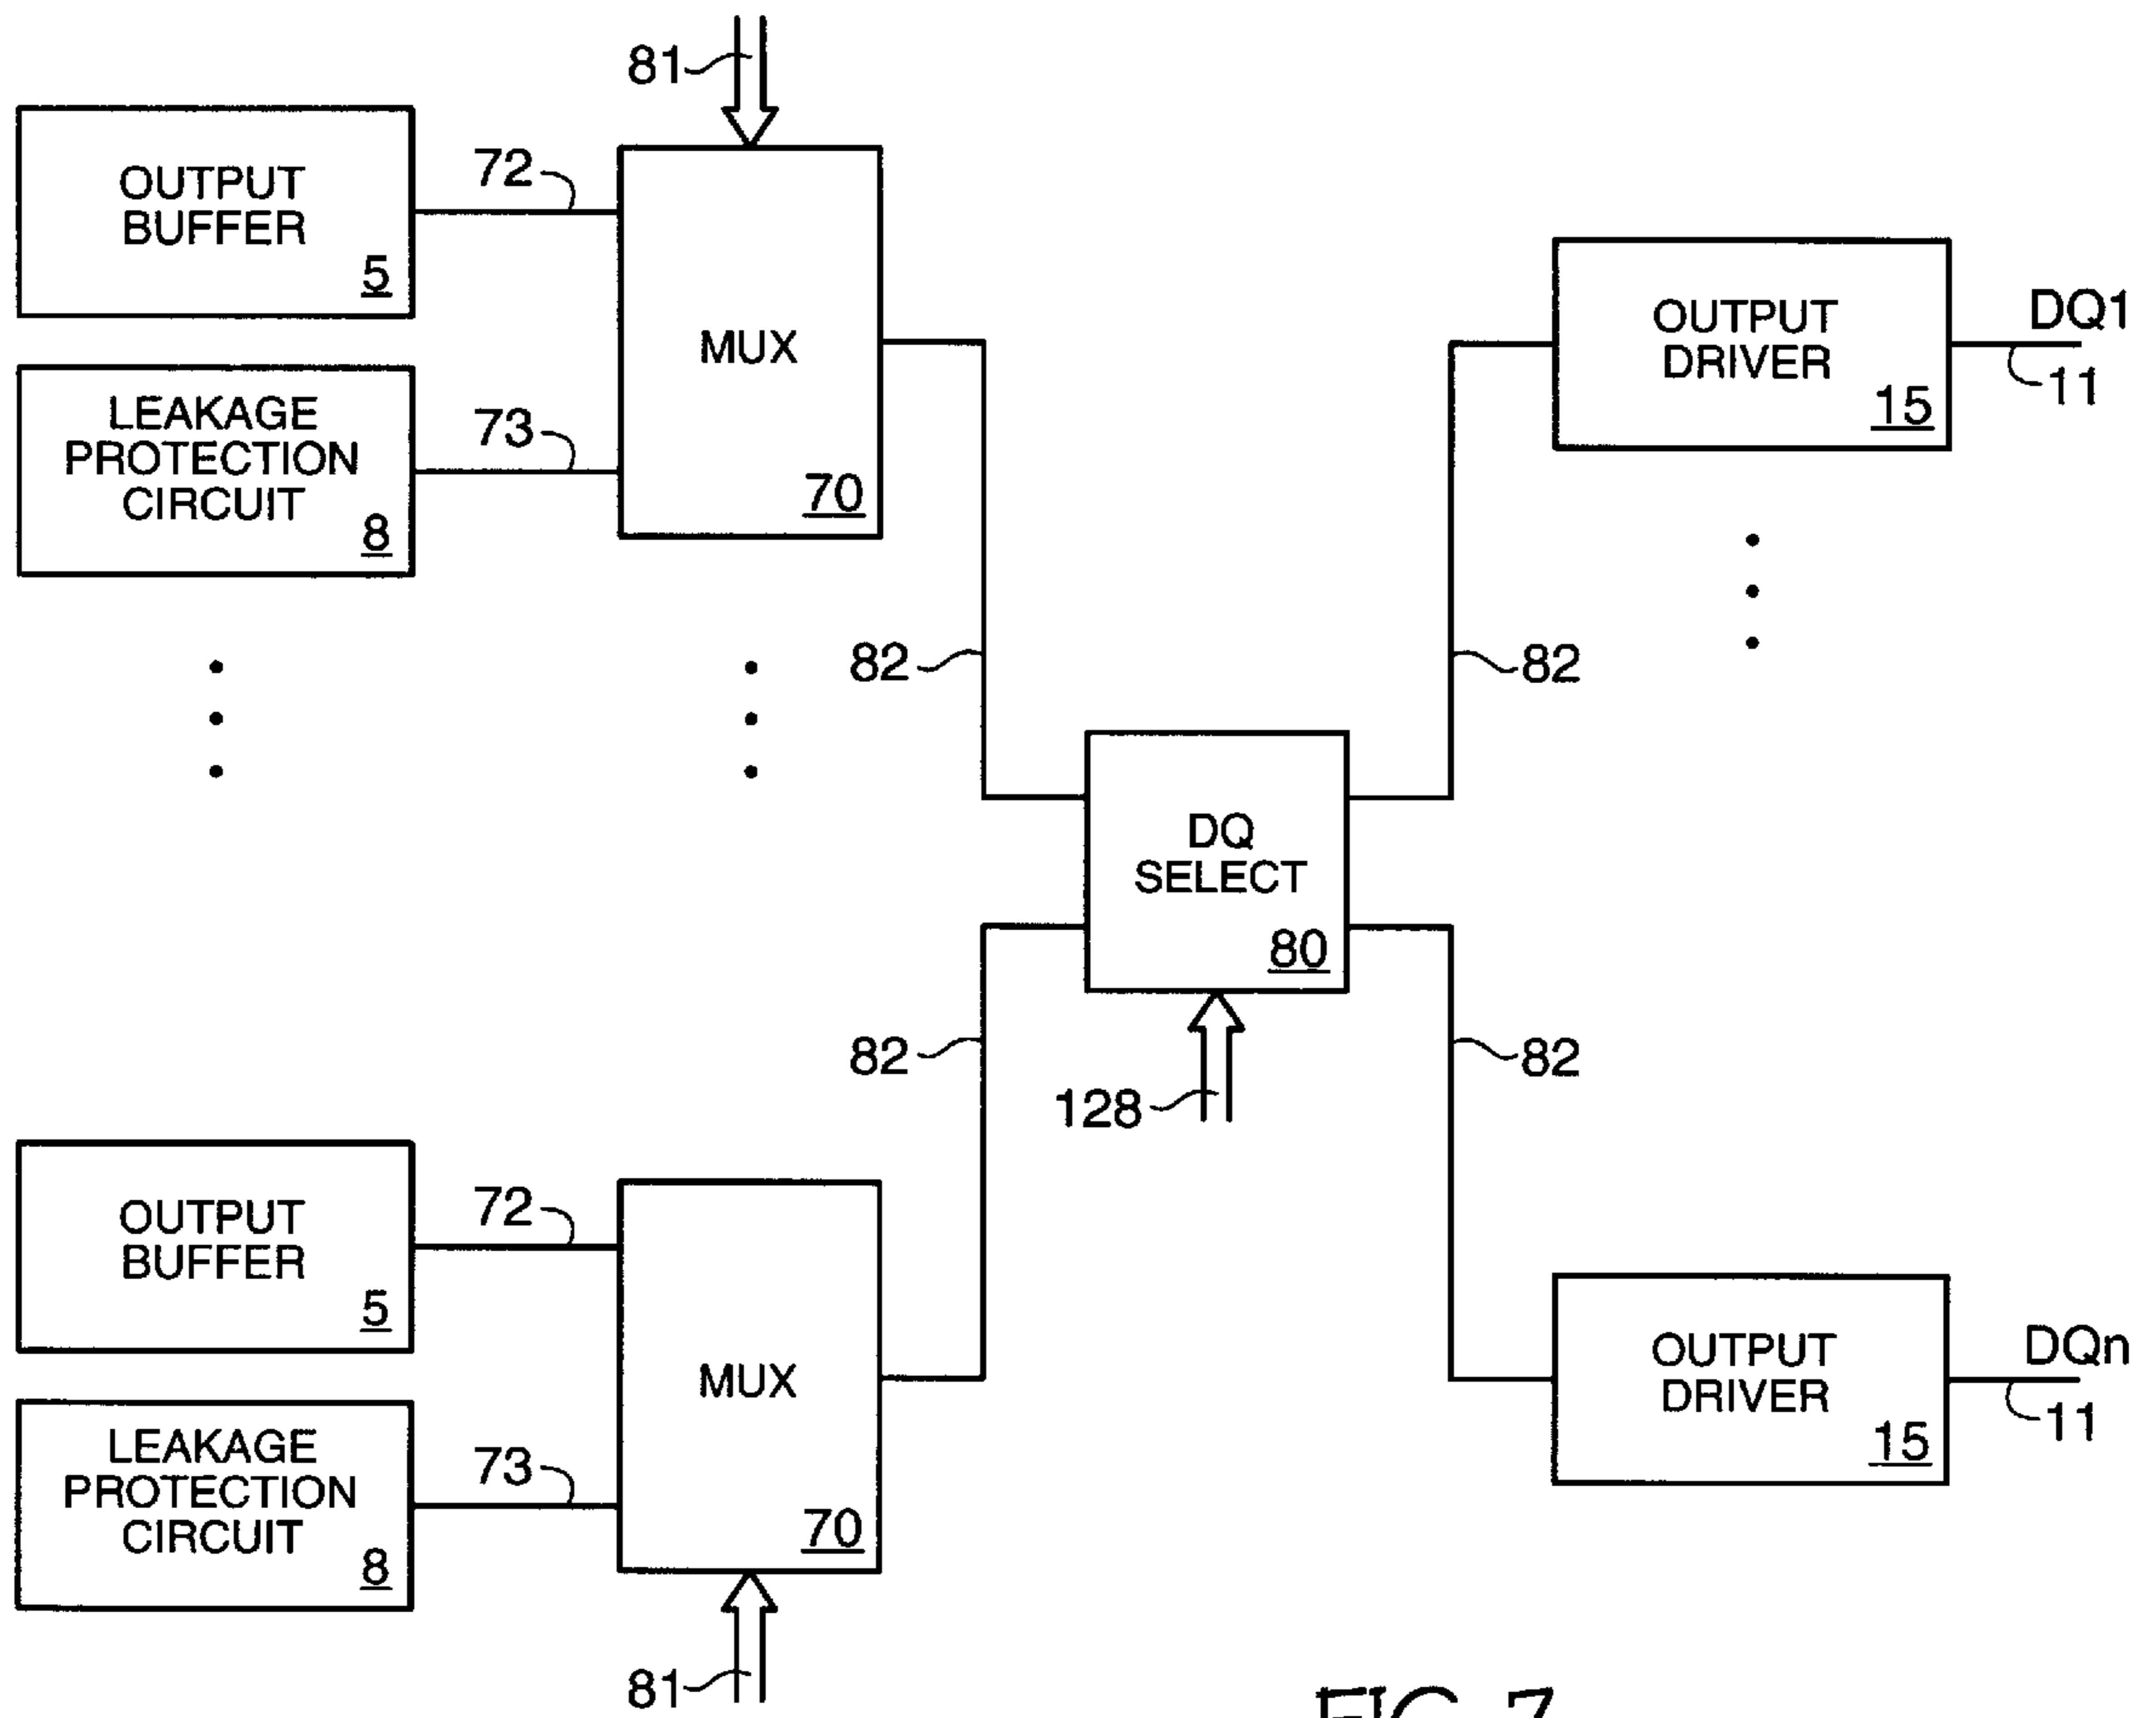 81
OUTPUT
BUFFER
5
72
MUX
70
LEAKAGE
PROTECTION
CIRCUIT
8
73
OUTPUT
DRIVER
15
DQ1
11
82
82
DQ
SELECT
80
128
82
82
OUTPUT
BUFFER
5
72
MUX
70
LEAKAGE
PROTECTION
CIRCUIT
8
73
81
OUTPUT
DRIVER
15
DQn
11
FIG 7